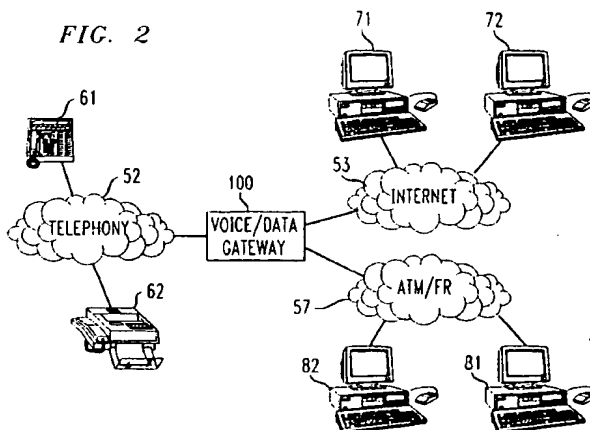 FIG. 2
71
72
61
52
TELEPHONY
100
VOICE/DATA
GATEWAY
53
INTERNET
62
57
ATM/FR
82
81